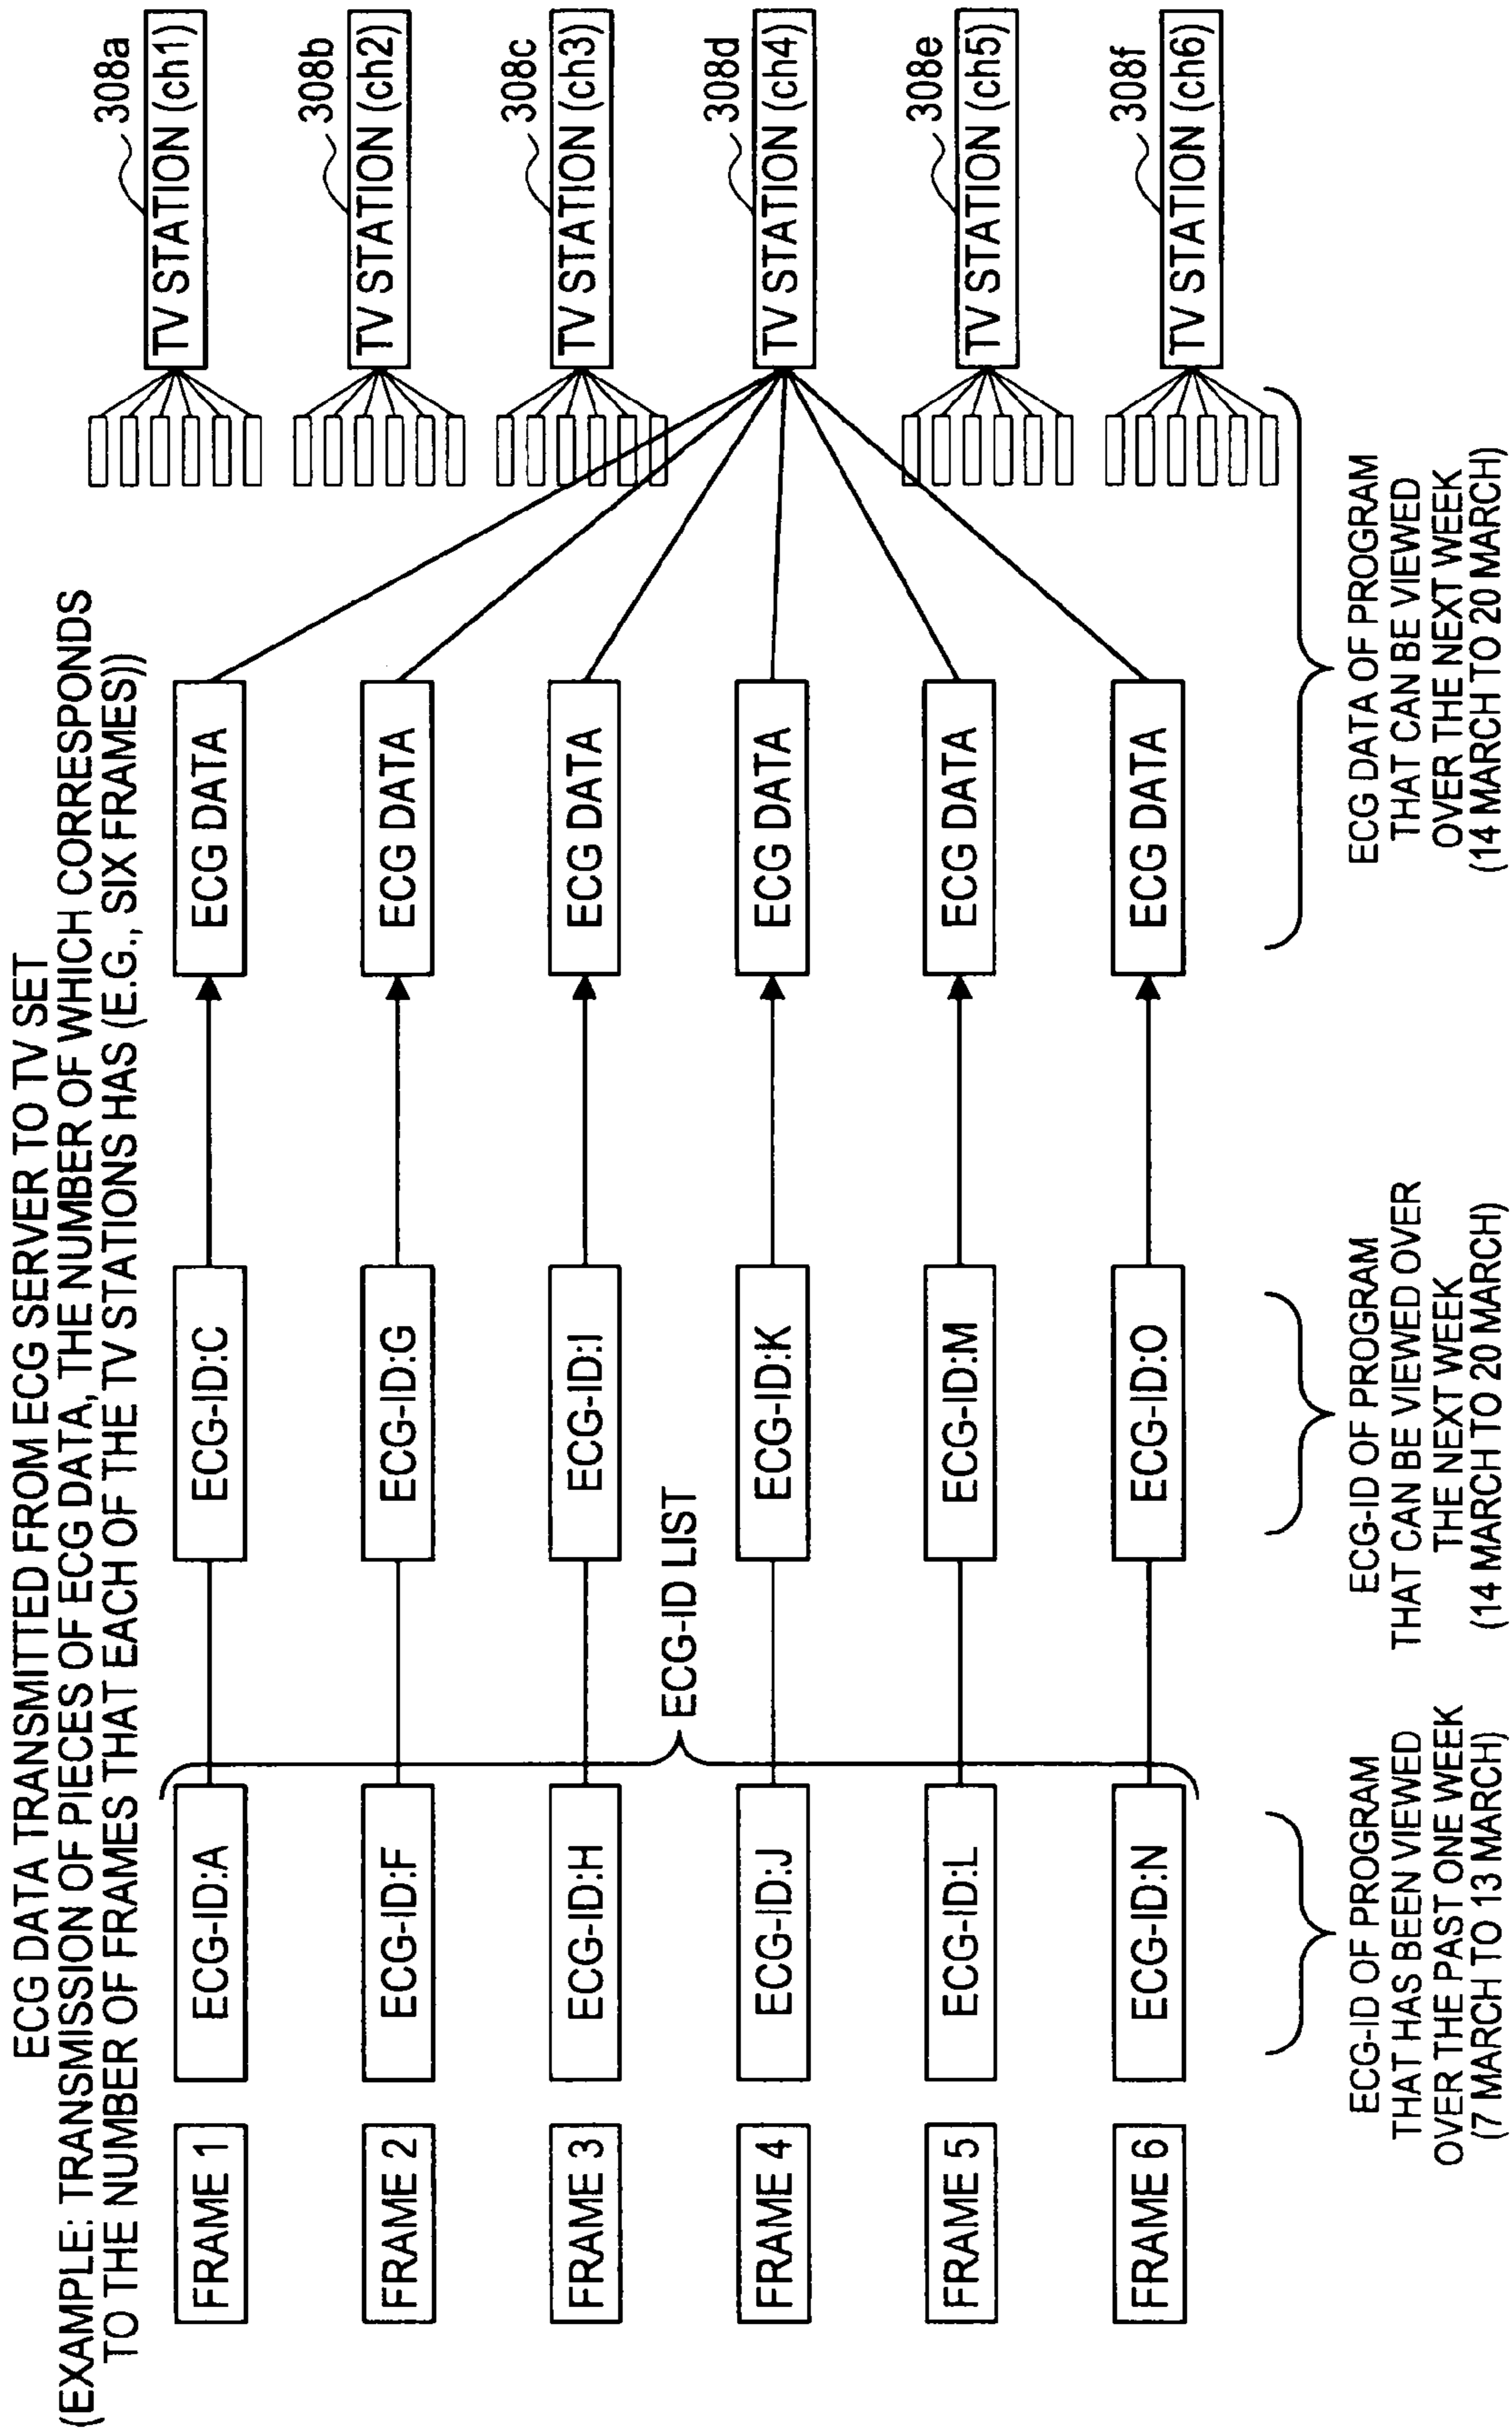 ECG DATA TRANSMITTED FROM ECG SERVER TO TV SET
(EXAMPLE: TRANSMISSION OF PIECES OF ECG DATA, THE NUMBER OF WHICH CORRESPONDS
TO THE NUMBER OF FRAMES THAT EACH OF THE TV STATIONS HAS (E.G., SIX FRAMES))
FRAME 1
ECG-ID:A
ECG-ID:C
ECG DATA
FRAME 2
ECG-ID:F
ECG-ID:G
ECG DATA
FRAME 3
ECG-ID:H
ECG-ID:I
ECG DATA
ECG-ID LIST
FRAME 4
ECG-ID:J
ECG-ID:K
ECG DATA
FRAME 5
ECG-ID:L
ECG-ID:M
ECG DATA
FRAME 6
ECG-ID:N
ECG-ID:O
ECG DATA
308a
TV STATION (ch1)
308b
TV STATION (ch2)
308c
TV STATION (ch3)
308d
TV STATION (ch4)
308e
TV STATION (ch5)
308f
TV STATION (ch6)
ECG-ID OF PROGRAM
THAT HAS BEEN VIEWED
OVER THE PAST ONE WEEK
(7 MARCH TO 13 MARCH)
ECG-ID OF PROGRAM
THAT CAN BE VIEWED OVER
THE NEXT WEEK
(14 MARCH TO 20 MARCH)
ECG DATA OF PROGRAM
THAT CAN BE VIEWED
OVER THE NEXT WEEK
(14 MARCH TO 20 MARCH)